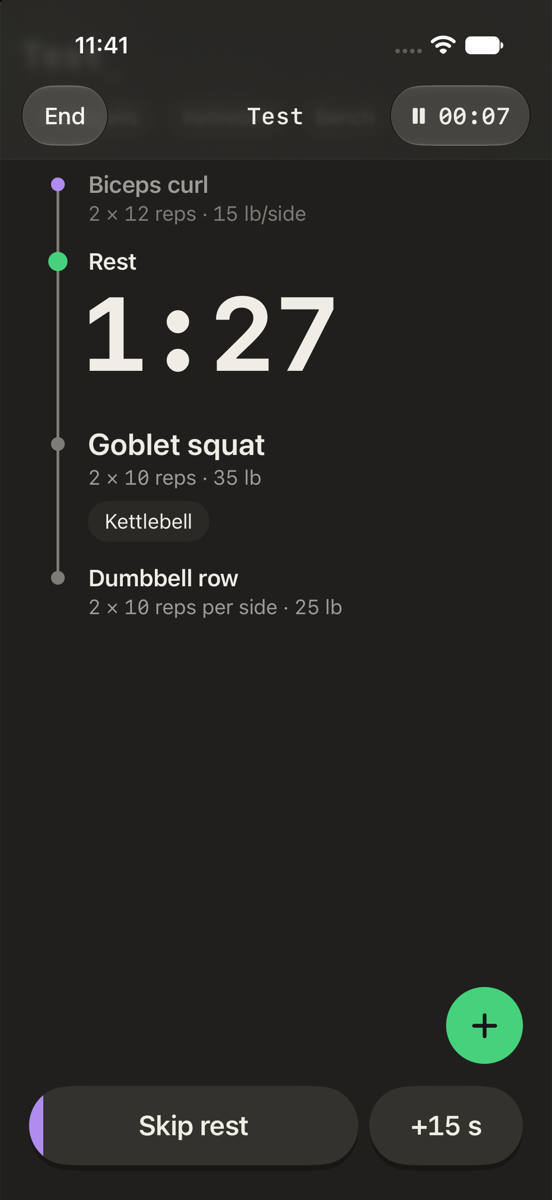 11:41
End
Test
00:07
Biceps curl
2 × 12 reps · 15 lb/side
Rest
1:27
Goblet squat
2 × 10 reps · 35 lb
Kettlebell
Dumbbell row
2 × 10 reps per side · 25 lb
+
Skip rest
+15 s